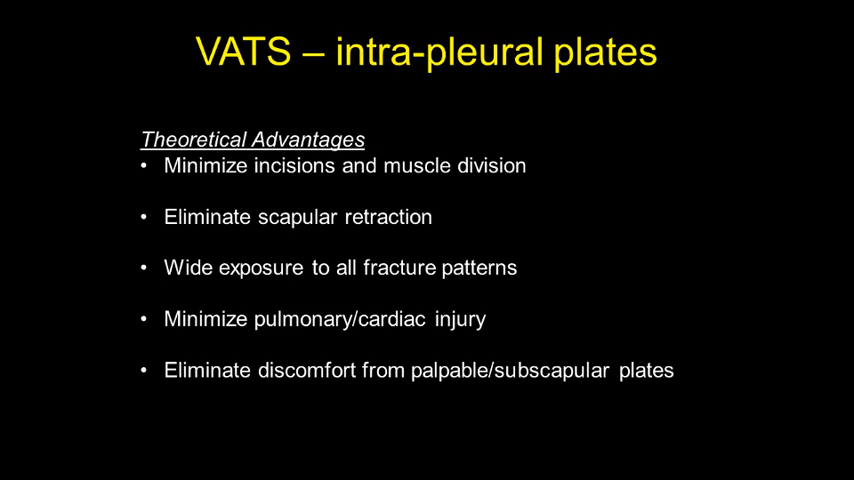 VATS – intra-pleural plates
Theoretical Advantages
• Minimize incisions and muscle division
• Eliminate scapular retraction
• Wide exposure to all fracture patterns
• Minimize pulmonary/cardiac injury
• Eliminate discomfort from palpable/subscapular plates